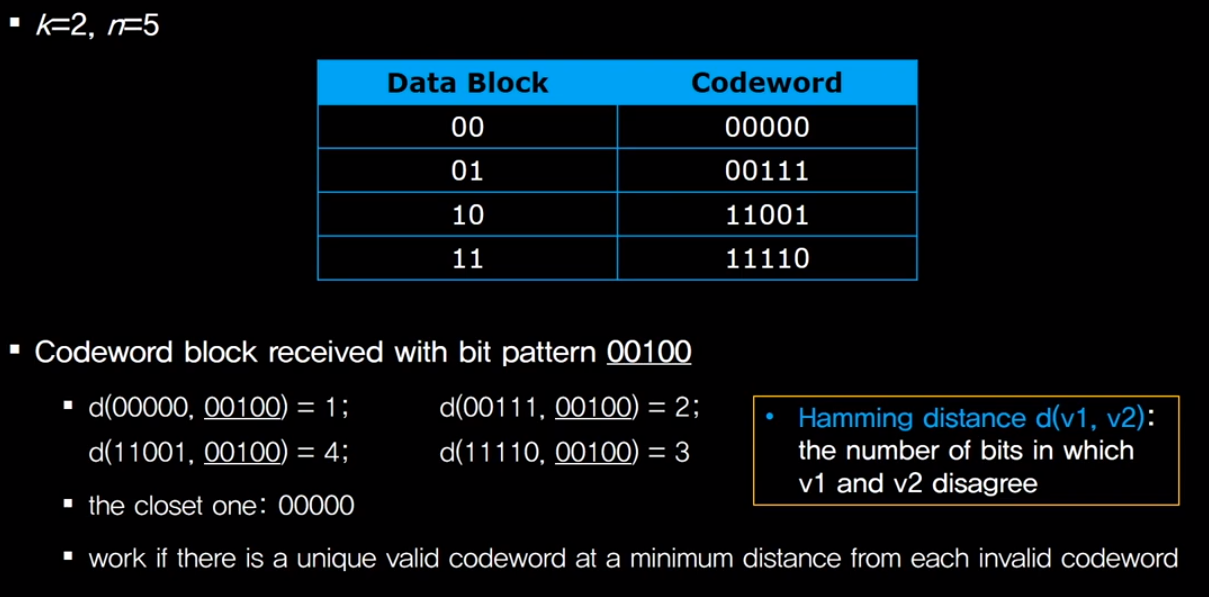 ▪ k=2, n=5
Data Block Codeword
00 00000
01 00111
10 11001
11 11110
▪ Codeword block received with bit pattern 00100
▪ d(00000, 00100) = 1; d(00111, 00100) = 2;
d(11001, 00100) = 4; d(11110, 00100) = 3
• Hamming distance d(v1, v2):
the number of bits in which
v1 and v2 disagree
▪ the closet one: 00000
▪ work if there is a unique valid codeword at a minimum distance from each invalid codeword